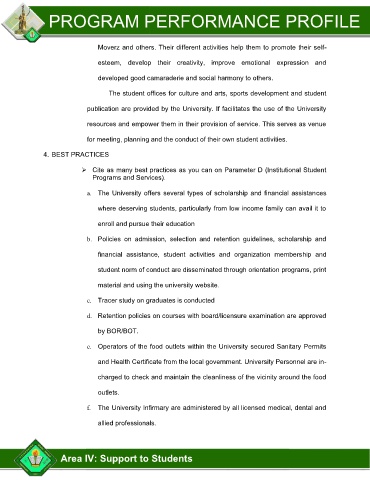 PROGRAM PERFORMANCE PROFILE
Moverz and others. Their different activities help them to promote their self-
esteem, develop their creativity, improve emotional expression and
developed good camaraderie and social harmony to others.
The student offices for culture and arts, sports development and student
publication are provided by the University. If facilitates the use of the University
resources and empower them in their provision of service. This serves as venue
for meeting, planning and the conduct of their own student activities.
4. BEST PRACTICES
➢ Cite as many best practices as you can on Parameter D (Institutional Student
Programs and Services).
a. The University offers several types of scholarship and financial assistances
where deserving students, particularly from low income family can avail it to
enroll and pursue their education
b. Policies on admission, selection and retention guidelines, scholarship and
financial assistance, student activities and organization membership and
student norm of conduct are disseminated through orientation programs, print
material and using the university website.
c. Tracer study on graduates is conducted
d. Retention policies on courses with board/licensure examination are approved
by BOR/BOT.
e. Operators of the food outlets within the University secured Sanitary Permits
and Health Certificate from the local government. University Personnel are in-
charged to check and maintain the cleanliness of the vicinity around the food
outlets.
f. The University Infirmary are administered by all licensed medical, dental and
allied professionals.
Area IV: Support to Students